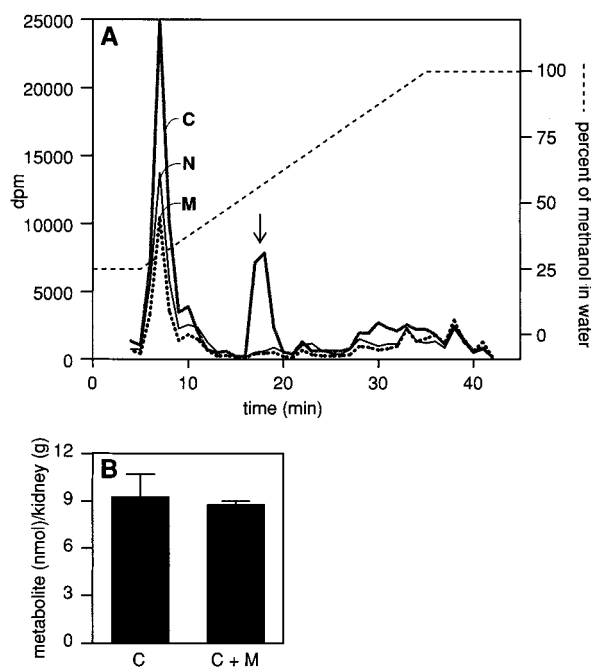 A
25000
20000
15000
10000
5000
0
dpm
C
N
M
100
75
50
25
0
percent of methanol in water
0
10
20
30
40
time (min)
B
12
9
6
3
0
metabolite (nmol)/kidney (g)
C
C + M